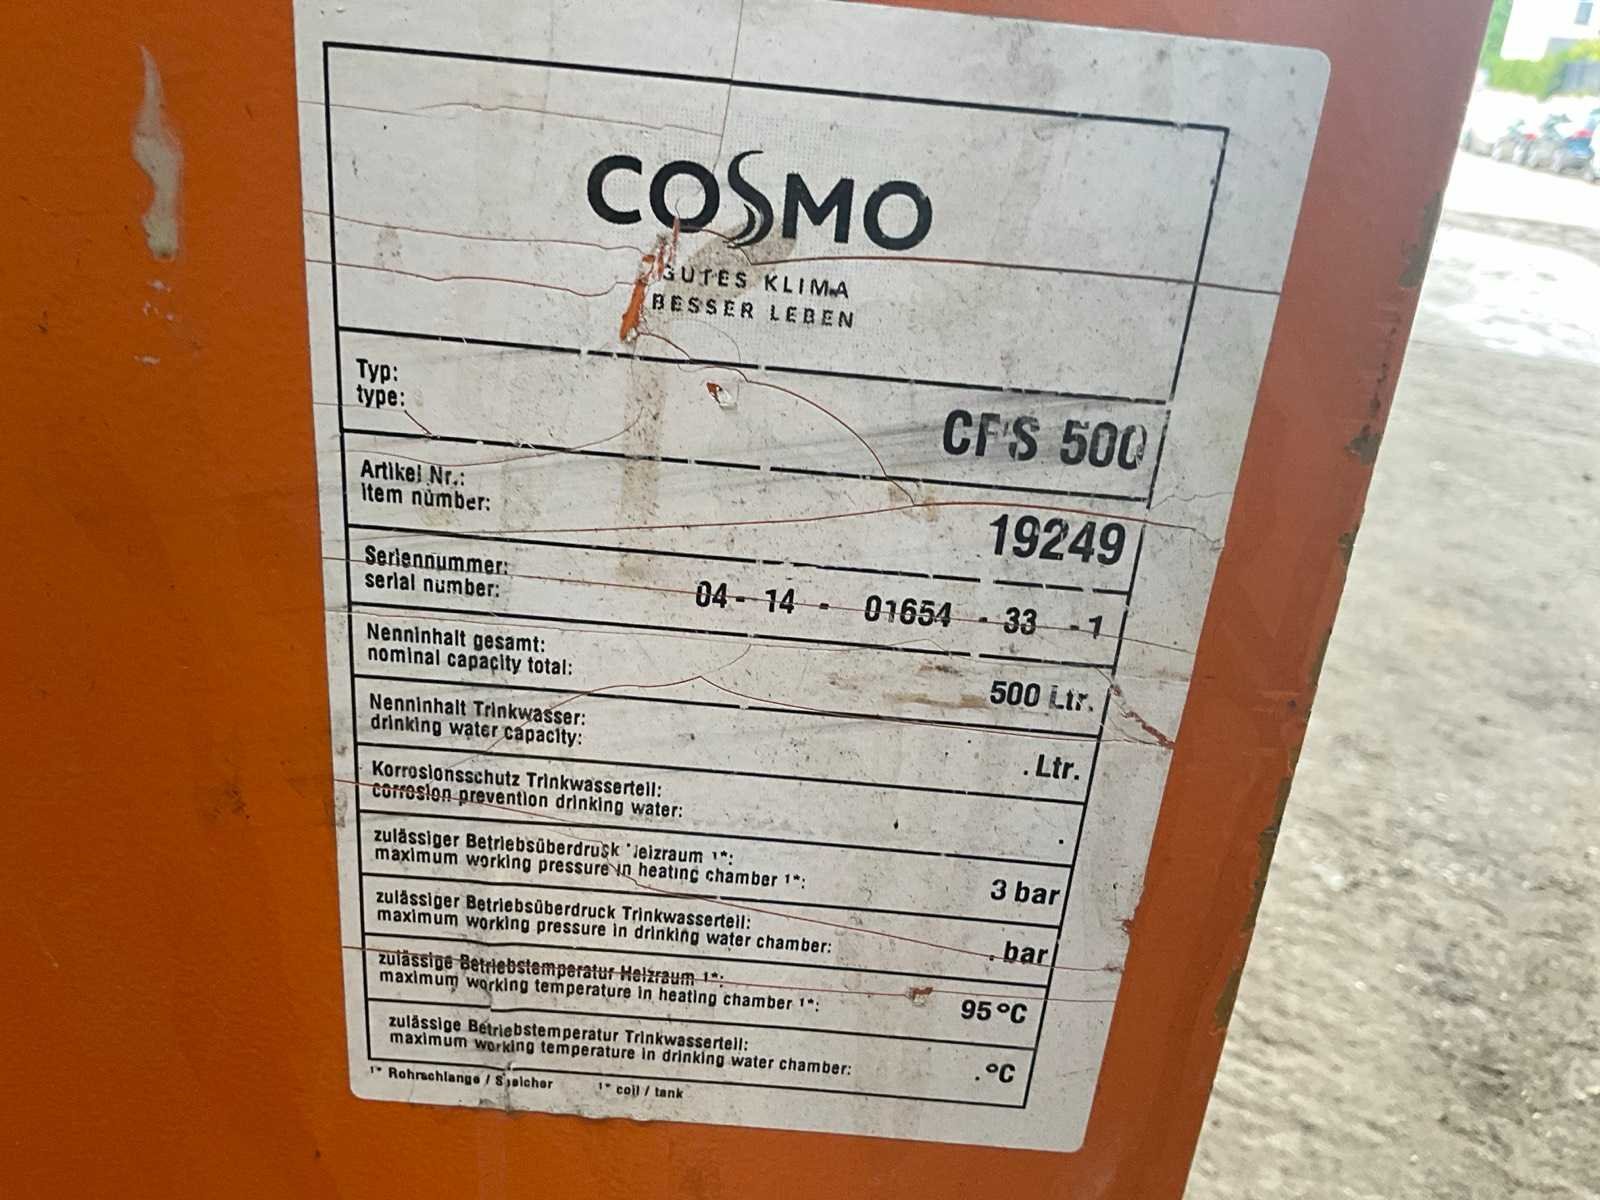 COSMO
GUTES KLIMA
BESSER LEBEN
Typ:
type:
CFS 500
Artikel Nr.:
item number:
19249
Seriennummer:
serial number:
04 - 14 - 01654 - 33 - 1
Nenninhalt gesamt:
nominal capacity total:
500 Ltr.
Nenninhalt Trinkwasser:
drinking water capacity:
. Ltr.
Korrosionsschutz Trinkwasserteil:
corrosion prevention drinking water:
.
zulässiger Betriebsüberdruck Heizraum 1*:
maximum working pressure in heating chamber 1*:
3 bar
zulässiger Betriebsüberdruck Trinkwasserteil:
maximum working pressure in drinking water chamber:
. bar
zulässige Betriebstemperatur Heizraum 1*:
maximum working temperature in heating chamber 1*:
95 °C
zulässige Betriebstemperatur Trinkwasserteil:
maximum working temperature in drinking water chamber:
. °C
1* Rohrschlange / Speicher 1* coil / tank